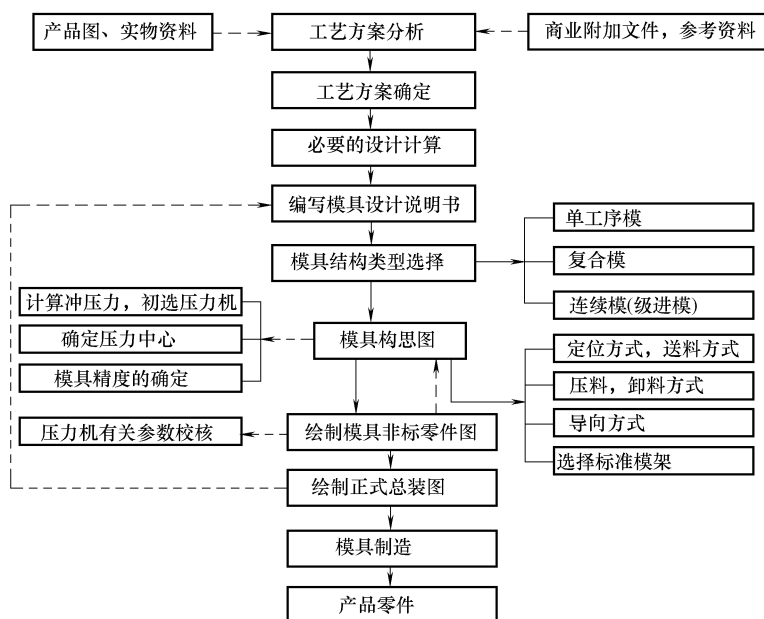 产品图、实物资料
工艺方案分析
商业附加文件，参考资料
工艺方案确定
必要的设计计算
编写模具设计说明书
单工序模
模具结构类型选择
复合模
计算冲压力，初选压力机
连续模(级进模)
确定压力中心
模具构思图
定位方式，送料方式
模具精度的确定
压料，卸料方式
压力机有关参数校核
绘制模具非标零件图
导向方式
选择标准模架
绘制正式总装图
模具制造
产品零件